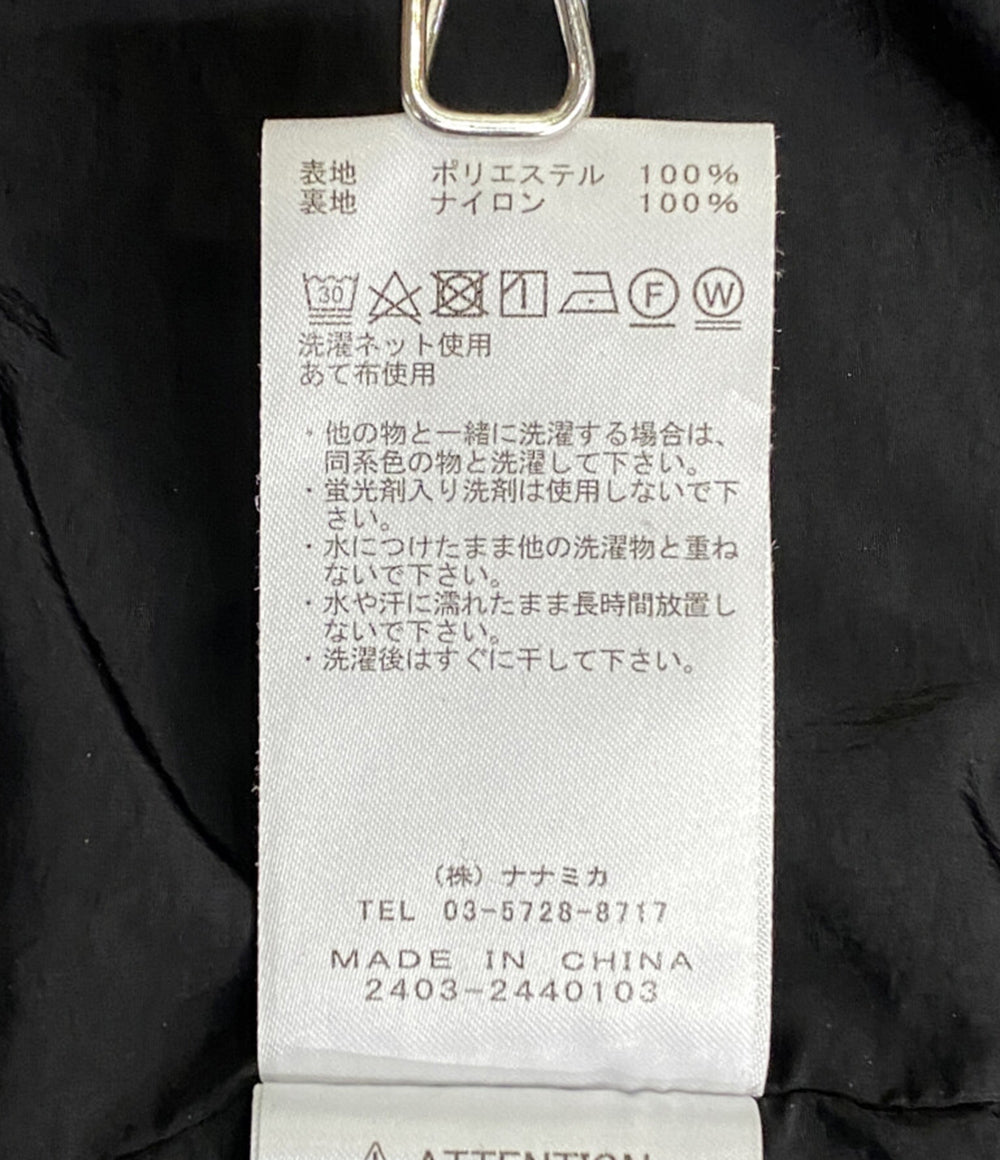 表地 ポリエステル 100%
裏地 ナイロン 100%
30 F W
洗濯ネット使用
あて布使用
・他の物と一緒に洗濯する場合は、
同系色の物と洗濯して下さい。
・蛍光剤入り洗剤は使用しないで下
さい。
・水につけたまま他の洗濯物と重ね
ないで下さい。
・水や汗に濡れたまま長時間放置し
ないで下さい。
・洗濯後はすぐに干して下さい。
(株) ナナミカ
TEL 03-5728-8717
MADE IN CHINA
2403-2440103
⚠ ATTENTION